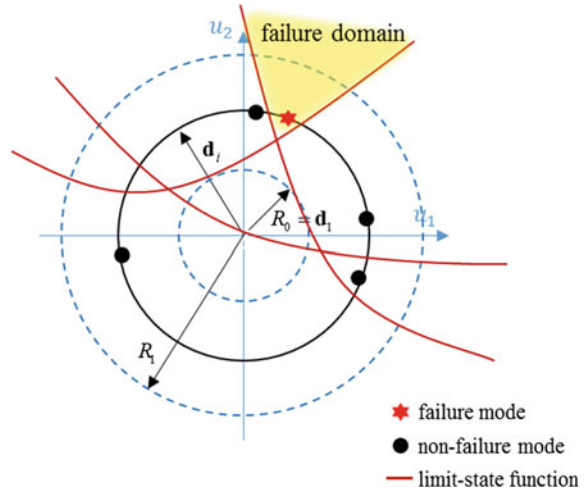 u₂
failure domain
dᵢ
u₁
R₀ = d₁
R₁
failure mode
non-failure mode
limit-state function